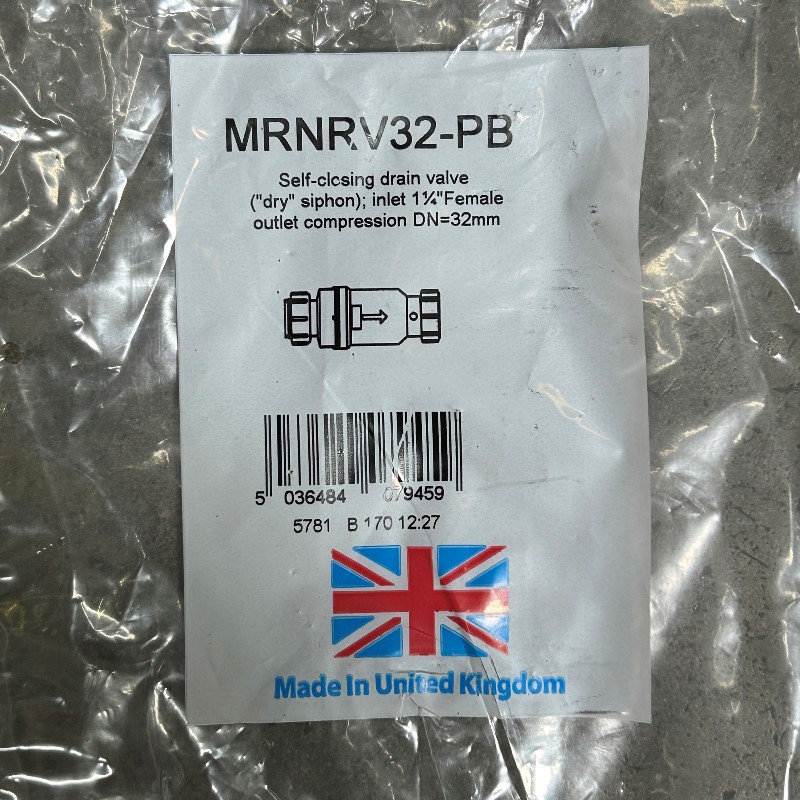 MRNRV32-PB
Self-closing drain valve
("dry" siphon); inlet 1¼"Female
outlet compression DN=32mm
5 036484 079459
5781 B 170 12:27
Made In United Kingdom